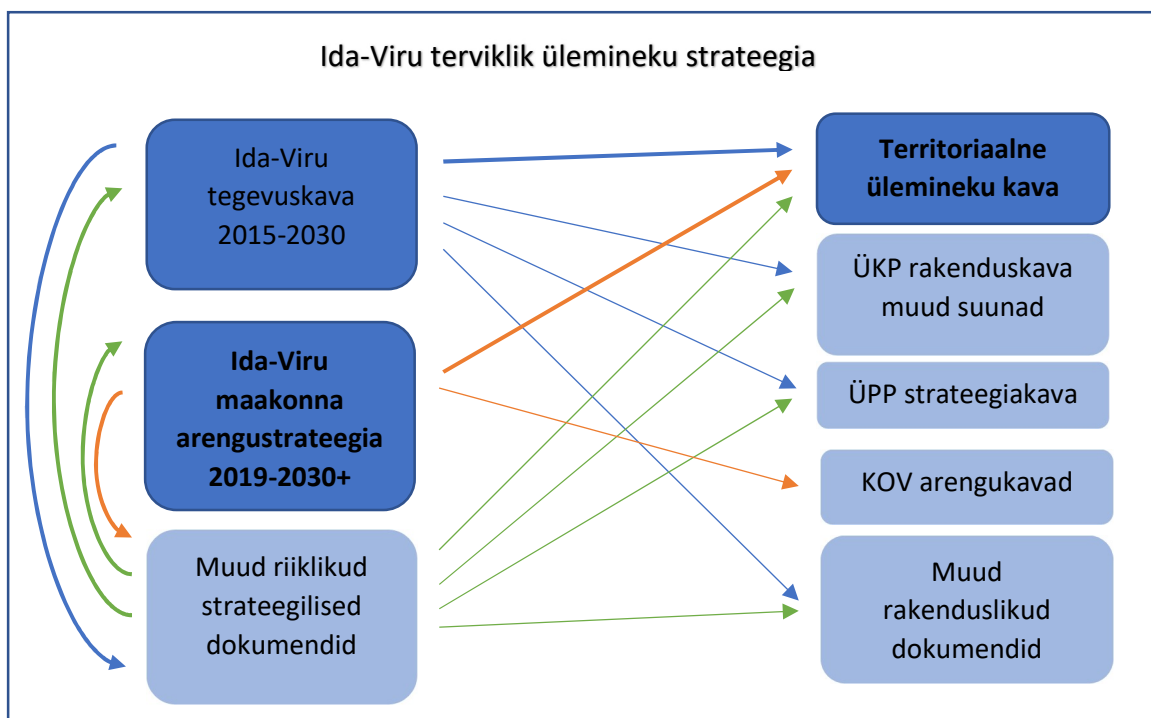 Ida-Viru terviklik ülemineku strateegia
Ida-Viru
tegevuskava
2015-2030
Ida-Viru
maakonna
arengustrateegia
2019-2030+
Muud riiklikud
strateegilised
dokumendid
Territoriaalne
ülemineku kava
ÜKP rakenduskava
muud suunad
ÜPP strateegiakava
KOV arengukavad
Muud
rakenduslikud
dokumendid